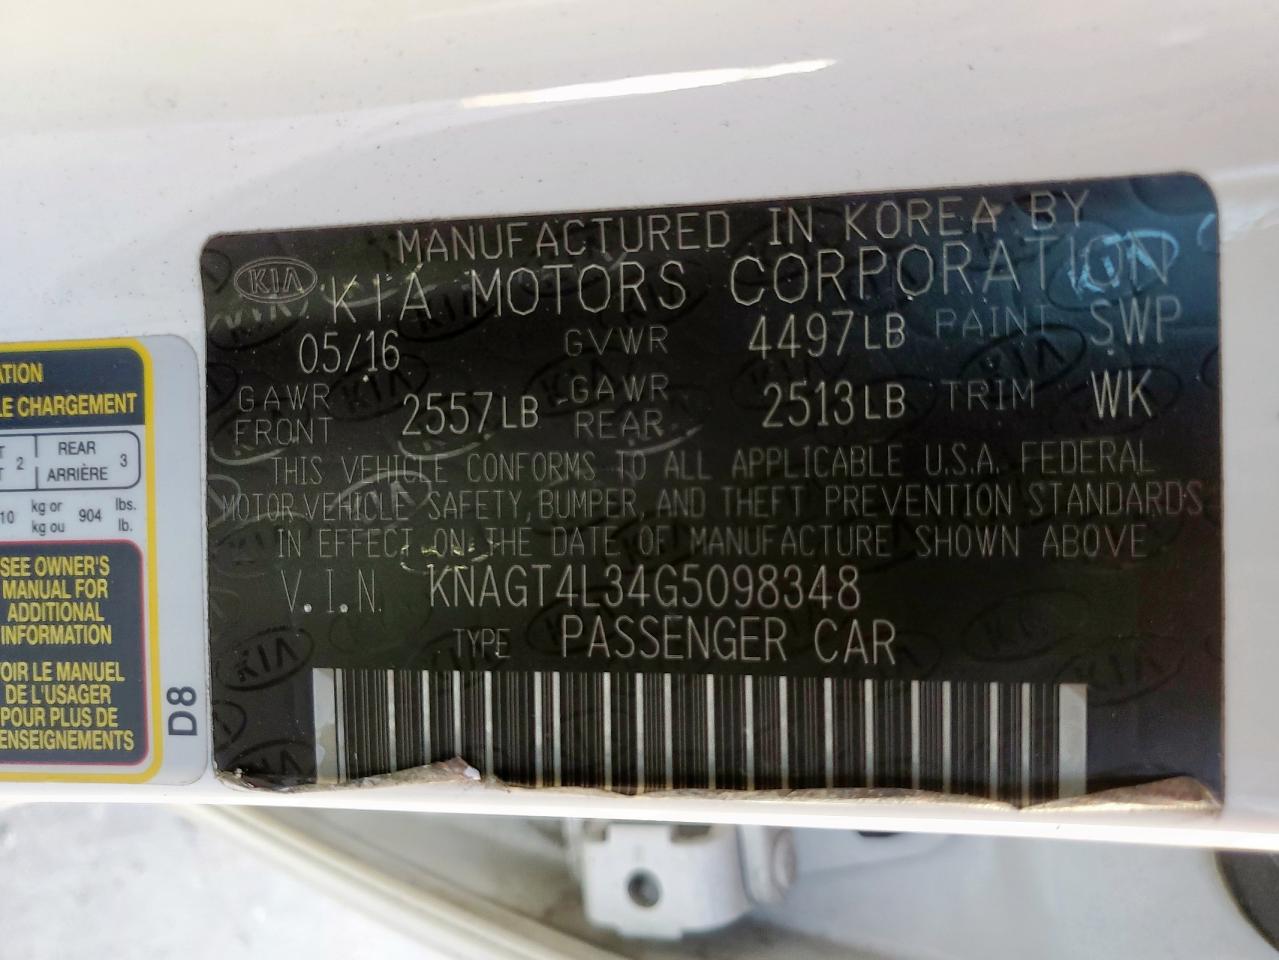 MANUFACTURED IN KOREA BY
KIA KIA MOTORS CORPORATION
05/16 GVWR 4497LB PAINT SWP
GAWR FRONT 2557LB GAWR REAR 2513LB TRIM WK
THIS VEHICLE CONFORMS TO ALL APPLICABLE U.S.A. FEDERAL
MOTOR VEHICLE SAFETY, BUMPER, AND THEFT PREVENTION STANDARDS
IN EFFECT ON THE DATE OF MANUFACTURE SHOWN ABOVE
V.I.N. KNAGT4L34G5098348
TYPE PASSENGER CAR
ATION
LE CHARGEMENT
T 2 REAR 3
T ARRIÈRE
10 kg or 904 lbs.
kg ou lb.
SEE OWNER'S
MANUAL FOR
ADDITIONAL
INFORMATION
VOIR LE MANUEL
DE L'USAGER
POUR PLUS DE
ENSEIGNEMENTS
D8